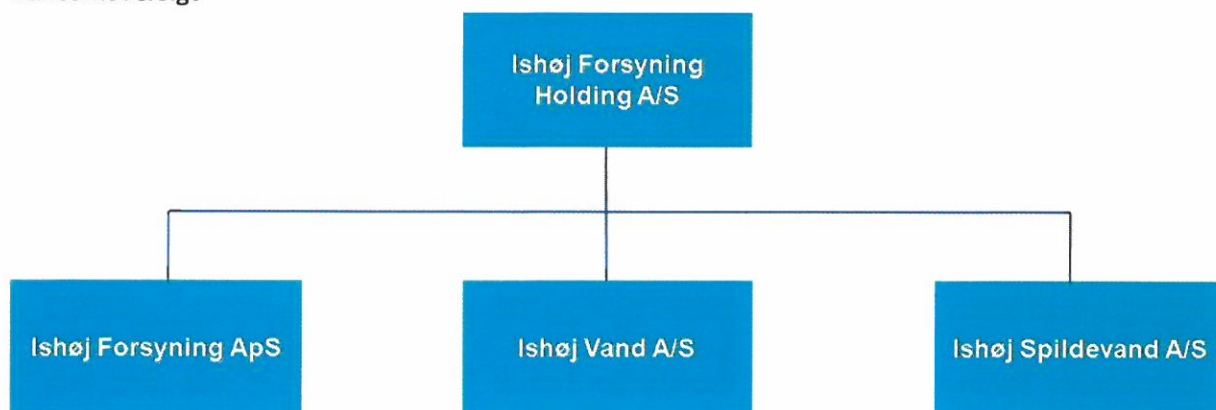 Ishøj Forsyning
Holding A/S
Ishøj Forsyning ApS
Ishøj Vand A/S
Ishøj Spildevand A/S